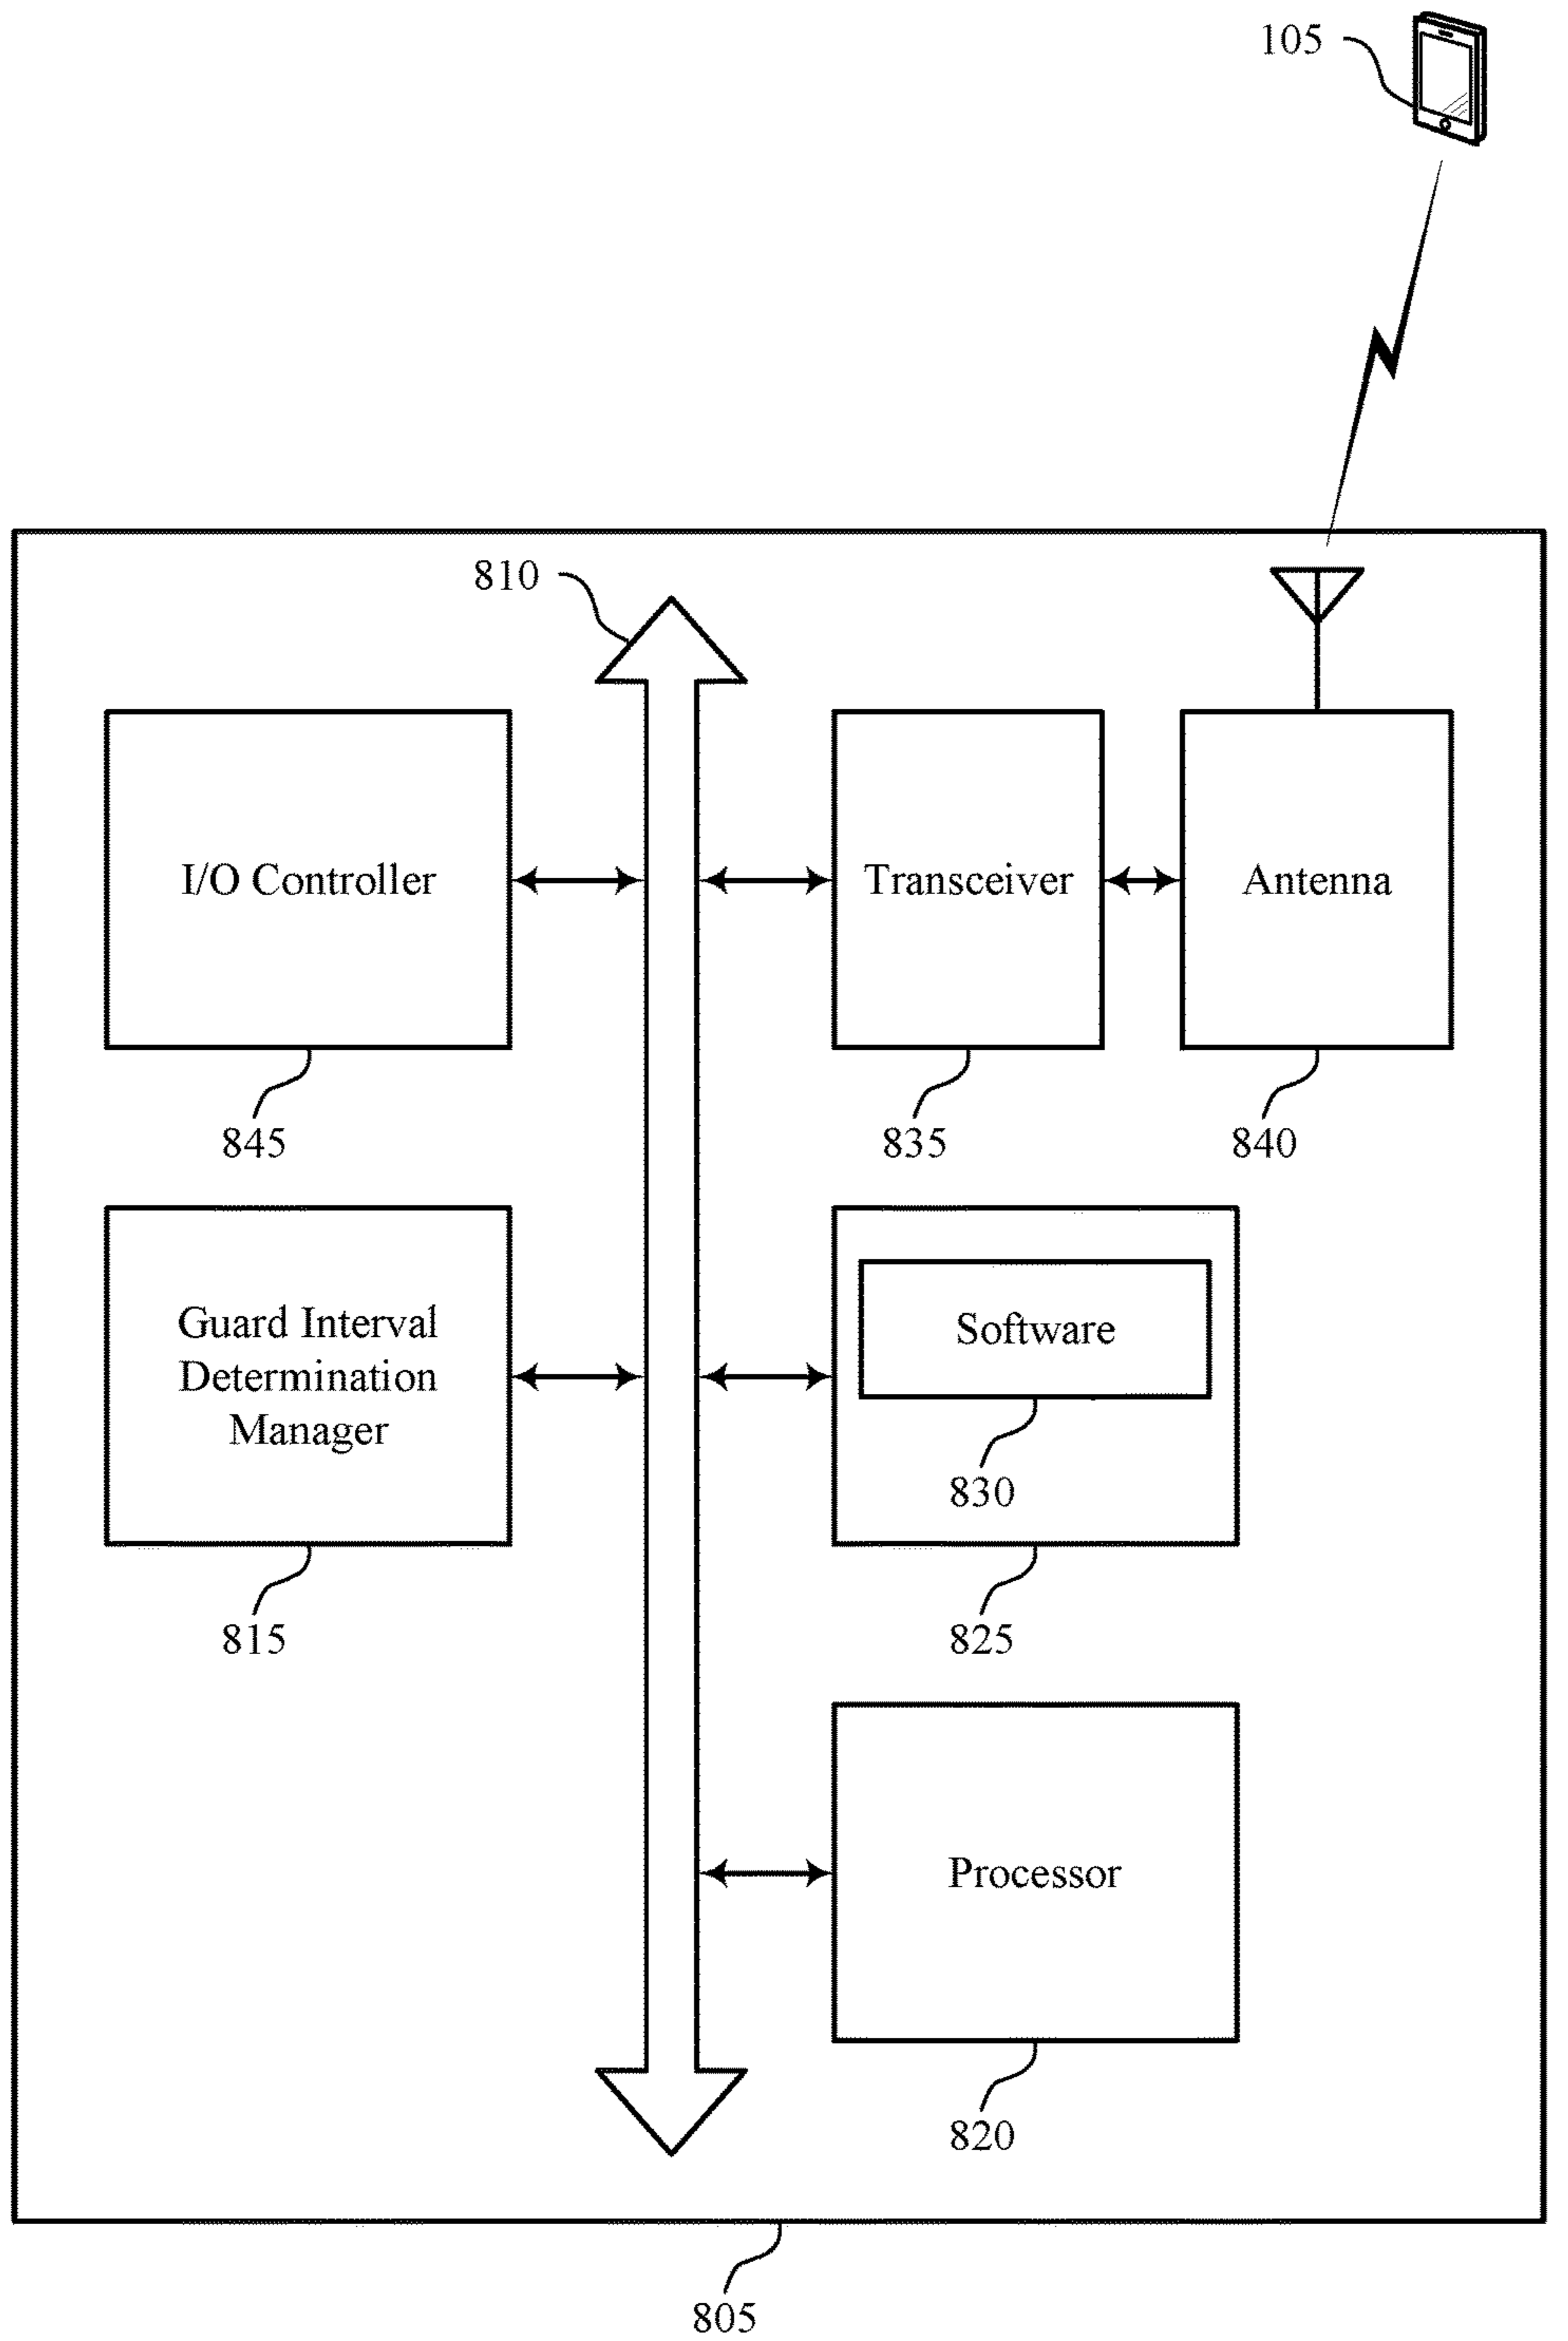 105
810
I/O Controller
Transceiver
Antenna
845
835
840
Guard Interval
Determination
Manager
Software
830
815
825
Processor
820
805